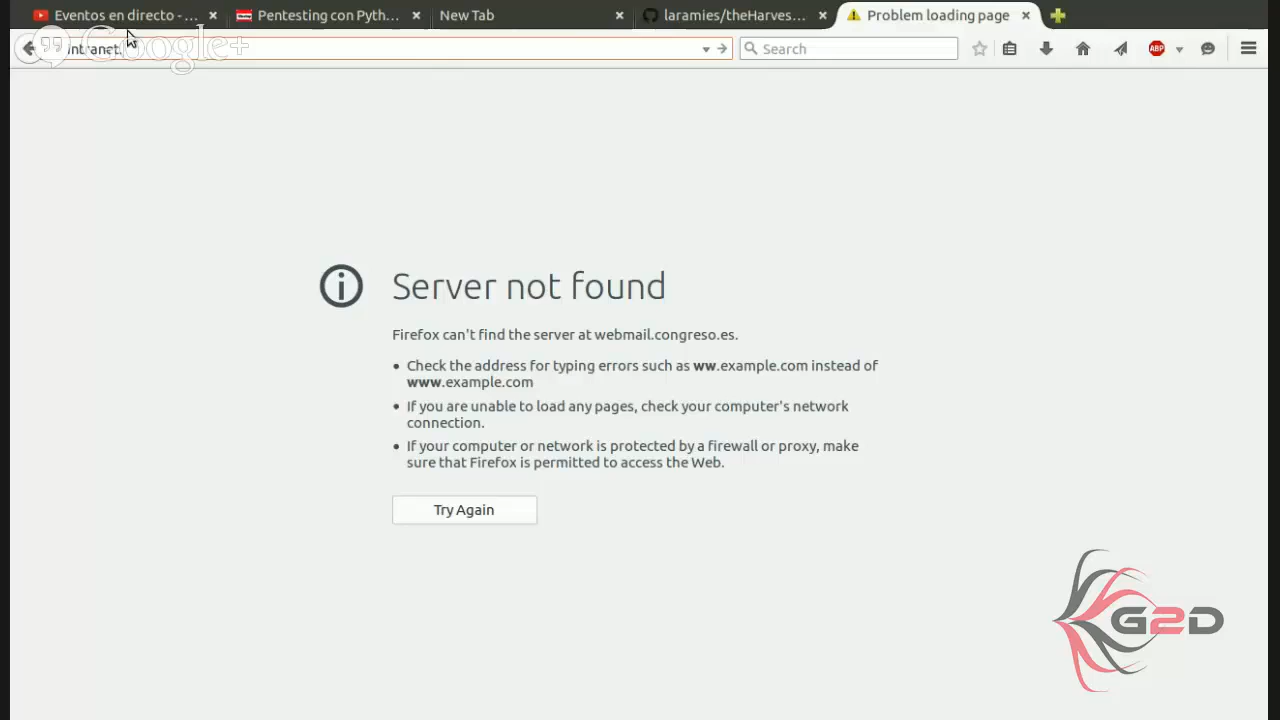 Eventos en directo - ...
Pentesting con Pyth...
New Tab
laramies/theHarves...
Problem loading page
intranet.
Google+
Search
ABP
Server not found
Firefox can't find the server at webmail.congreso.es.
Check the address for typing errors such as ww.example.com instead of
www.example.com
If you are unable to load any pages, check your computer's network
connection.
If your computer or network is protected by a firewall or proxy, make
sure that Firefox is permitted to access the Web.
Try Again
G2D